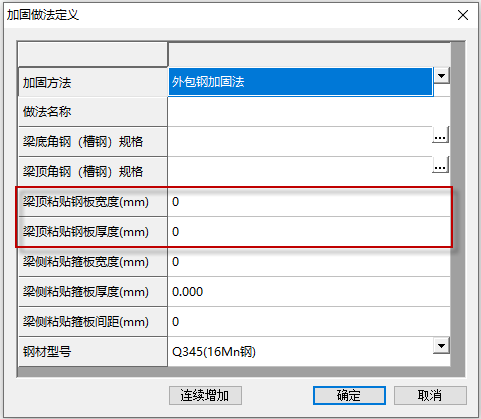 加固做法定义
加固方法 外包钢加固法
做法名称
梁底角钢（槽钢）规格 ...
梁顶角钢（槽钢）规格 ...
梁顶粘贴钢板宽度(mm) 0
梁顶粘贴钢板厚度(mm) 0
梁侧粘贴箍板宽度(mm) 0
梁侧粘贴箍板厚度(mm) 0.000
梁侧粘贴箍板间距(mm) 0
钢材型号 Q345(16Mn钢)
连续增加 确定 取消